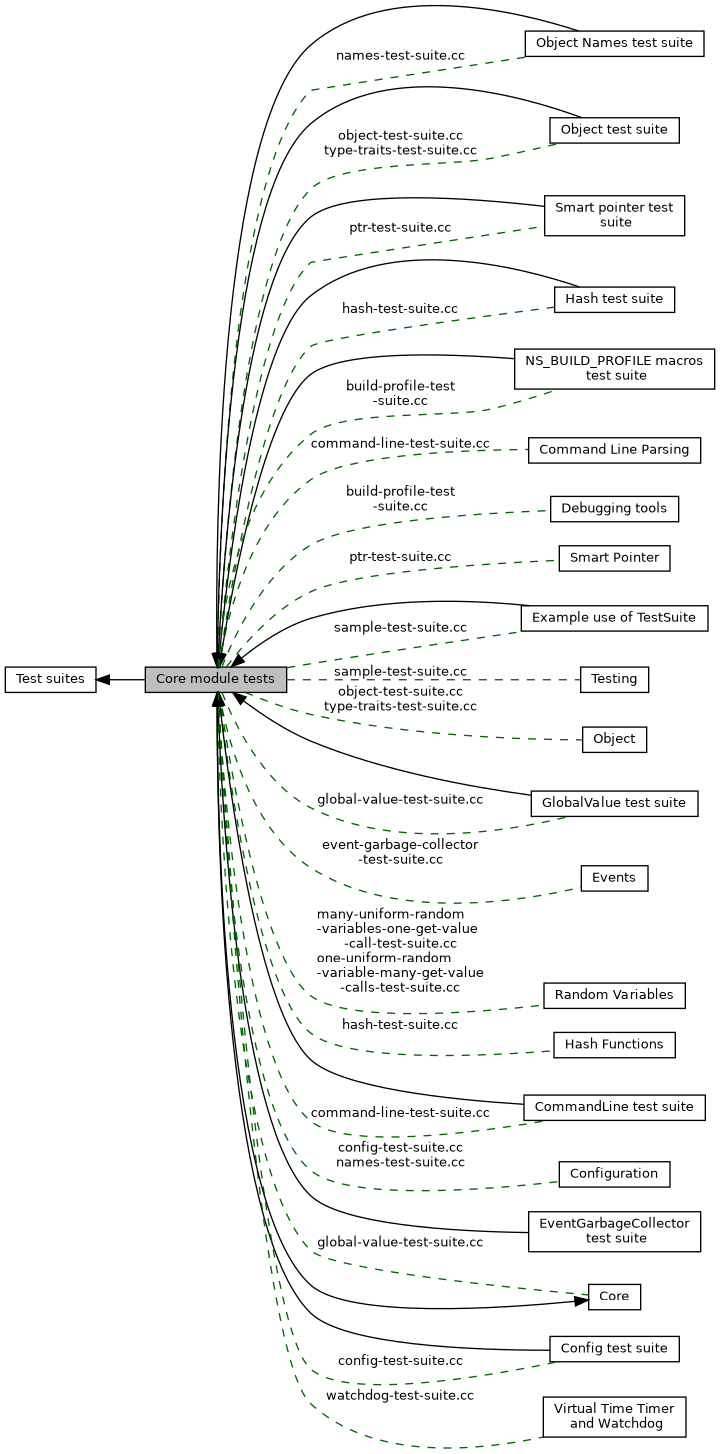 Object Names test suite
names-test-suite.cc
Object test suite
object-test-suite.cc
type-traits-test-suite.cc
Smart pointer test
suite
ptr-test-suite.cc
Hash test suite
hash-test-suite.cc
NS_BUILD_PROFILE macros
test suite
build-profile-test
-suite.cc
command-line-test-suite.cc
Command Line Parsing
build-profile-test
-suite.cc
Debugging tools
ptr-test-suite.cc
Smart Pointer
Example use of TestSuite
sample-test-suite.cc
Test suites
Core module tests
sample-test-suite.cc
Testing
object-test-suite.cc
type-traits-test-suite.cc
Object
global-value-test-suite.cc
GlobalValue test suite
event-garbage-collector
-test-suite.cc
Events
many-uniform-random
-variables-one-get-value
-call-test-suite.cc
one-uniform-random
-variable-many-get-value
-calls-test-suite.cc
Random Variables
hash-test-suite.cc
Hash Functions
CommandLine test suite
command-line-test-suite.cc
config-test-suite.cc
names-test-suite.cc
Configuration
EventGarbageCollector
test suite
global-value-test-suite.cc
Core
Config test suite
config-test-suite.cc
watchdog-test-suite.cc
Virtual Time Timer
and Watchdog